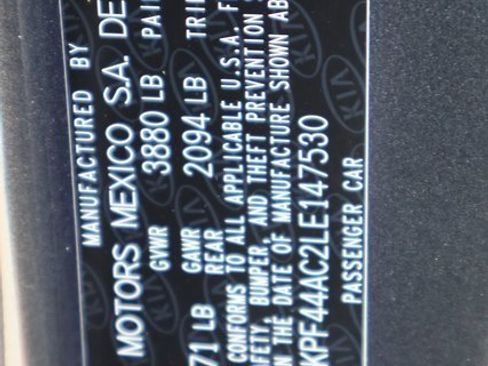 MANUFACTURED BY
MOTORS MEXICO S.A. DE
GVWR 3880 LB
71 LB GAWR REAR 2094 LB
CONFORMS TO ALL APPLICABLE U.S.A. F
AFETY, BUMPER, AND THEFT PREVENTION
N THE DATE OF MANUFACTURE SHOWN AB
KPF44AC2LE147530
PASSENGER CAR